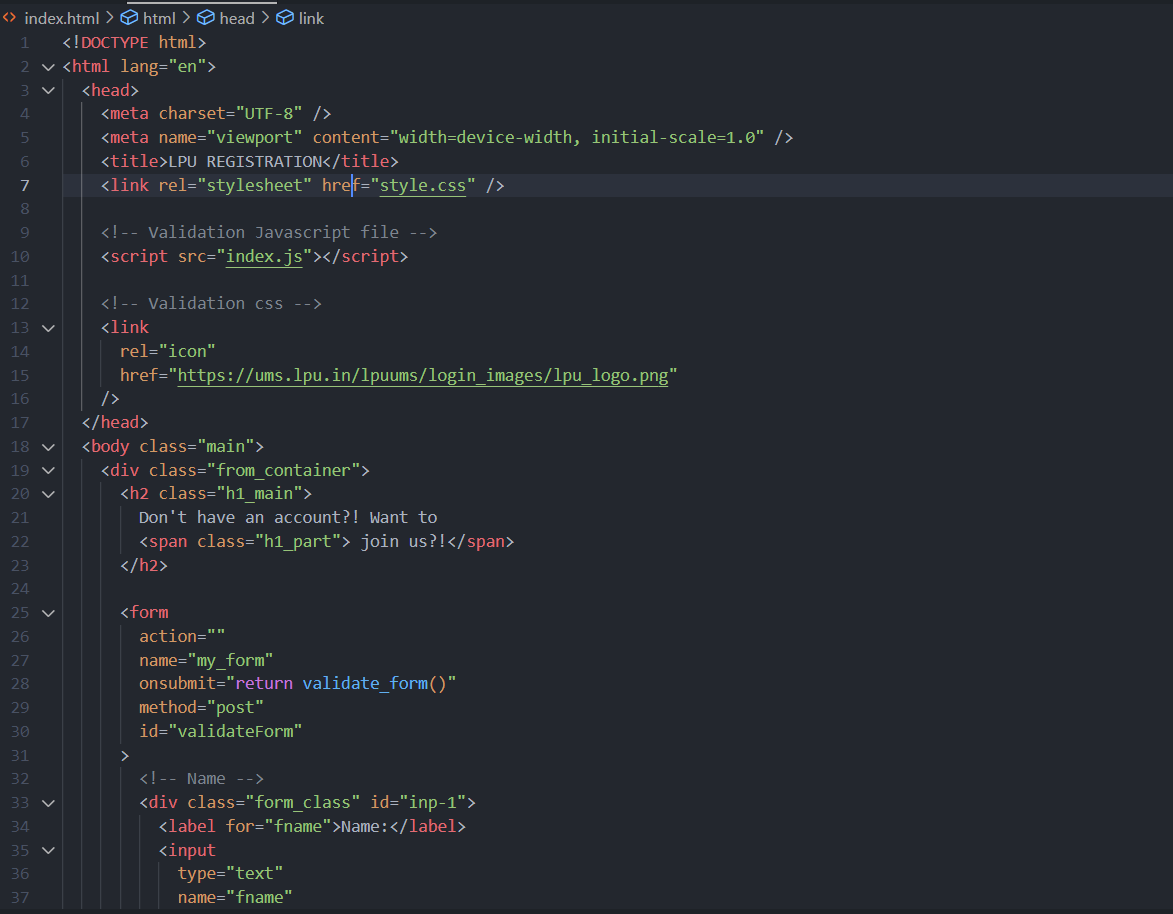 index.html > html > head > link
1 <!DOCTYPE html>
2 <html lang="en">
3 <head>
4 <meta charset="UTF-8" />
5 <meta name="viewport" content="width=device-width, initial-scale=1.0" />
6 <title>LPU REGISTRATION</title>
7 <link rel="stylesheet" href="style.css" />
8
9 <!-- Validation Javascript file -->
10 <script src="index.js"></script>
11
12 <!-- Validation css -->
13 <link
14 rel="icon"
15 href="https://ums.lpu.in/lpuums/login_images/lpu_logo.png"
16 />
17 </head>
18 <body class="main">
19 <div class="from_container">
20 <h2 class="h1_main">
21 Don't have an account?! Want to
22 <span class="h1_part"> join us?!</span>
23 </h2>
24
25 <form
26 action=""
27 name="my_form"
28 onsubmit="return validate_form()"
29 method="post"
30 id="validateForm"
31 >
32 <!-- Name -->
33 <div class="form_class" id="inp-1">
34 <label for="fname">Name:</label>
35 <input
36 type="text"
37 name="fname"